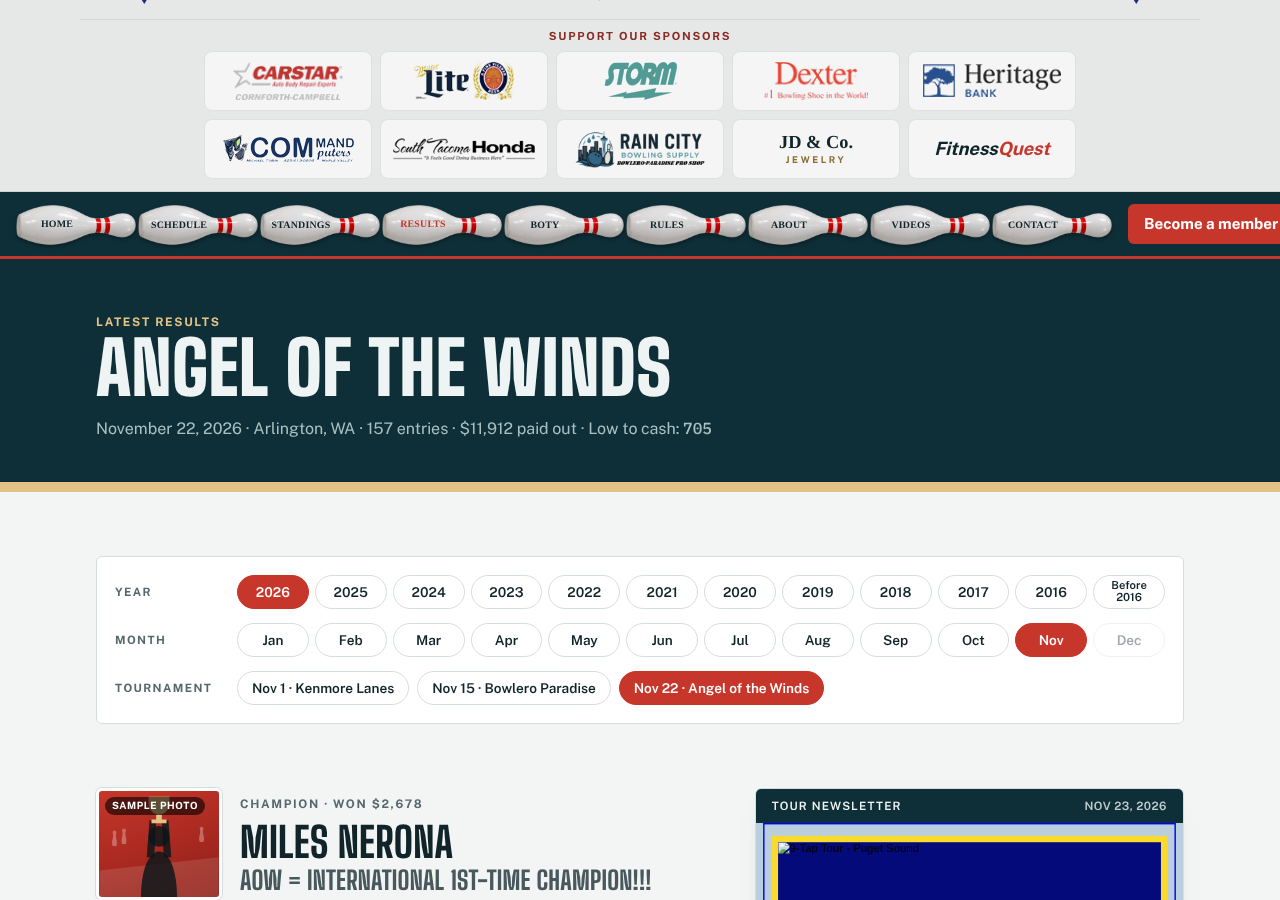 SUPPORT OUR SPONSORS
CARSTAR
Auto Body Repair Experts
CORNFORTH-CAMPBELL
Miller
Lite
STORM
Dexter
#1 Bowling Shoe in the World!
Heritage
BANK
COMMAND
puters
South Tacoma Honda
"It Feels Good Doing Business Here"
RAIN CITY
BOWLING SUPPLY
BOWLERO-PARADISE PRO SHOP
JD & Co.
JEWELRY
FitnessQuest
HOME
SCHEDULE
STANDINGS
RESULTS
BOTY
RULES
ABOUT
VIDEOS
CONTACT
Become a member
LATEST RESULTS
ANGEL OF THE WINDS
November 22, 2026 · Arlington, WA · 157 entries · $11,912 paid out · Low to cash: 705
YEAR
2026
2025
2024
2023
2022
2021
2020
2019
2018
2017
2016
Before
2016
MONTH
Jan
Feb
Mar
Apr
May
Jun
Jul
Aug
Sep
Oct
Nov
Dec
TOURNAMENT
Nov 1 · Kenmore Lanes
Nov 15 · Bowlero Paradise
Nov 22 · Angel of the Winds
SAMPLE PHOTO
CHAMPION · WON $2,678
MILES NERONA
AOW = INTERNATIONAL 1ST-TIME CHAMPION!!!
TOUR NEWSLETTER
NOV 23, 2026
-Tap Tour - Puget Sound